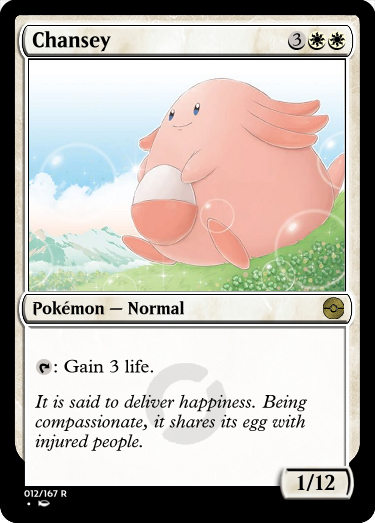 Chansey 3
Pokémon — Normal
: Gain 3 life.
It is said to deliver happiness. Being
compassionate, it shares its egg with
injured people.
1/12
012/167 R